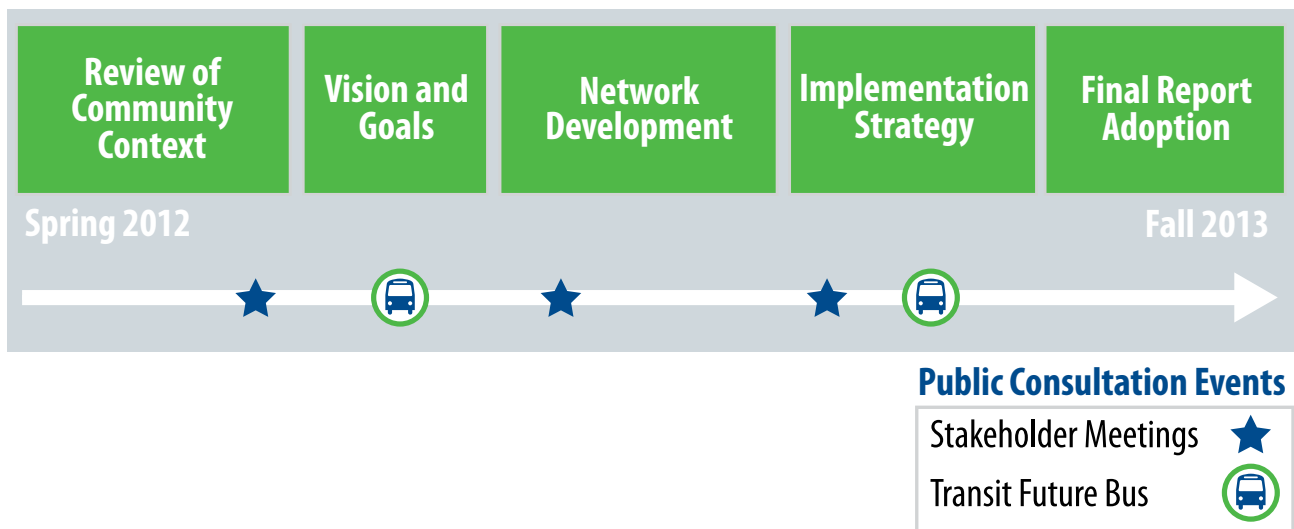 Review of
Community
Context
Vision and
Goals
Network
Development
Implementation
Strategy
Final Report
Adoption
Spring 2012
Fall 2013
Public Consultation Events
Stakeholder Meetings
Transit Future Bus